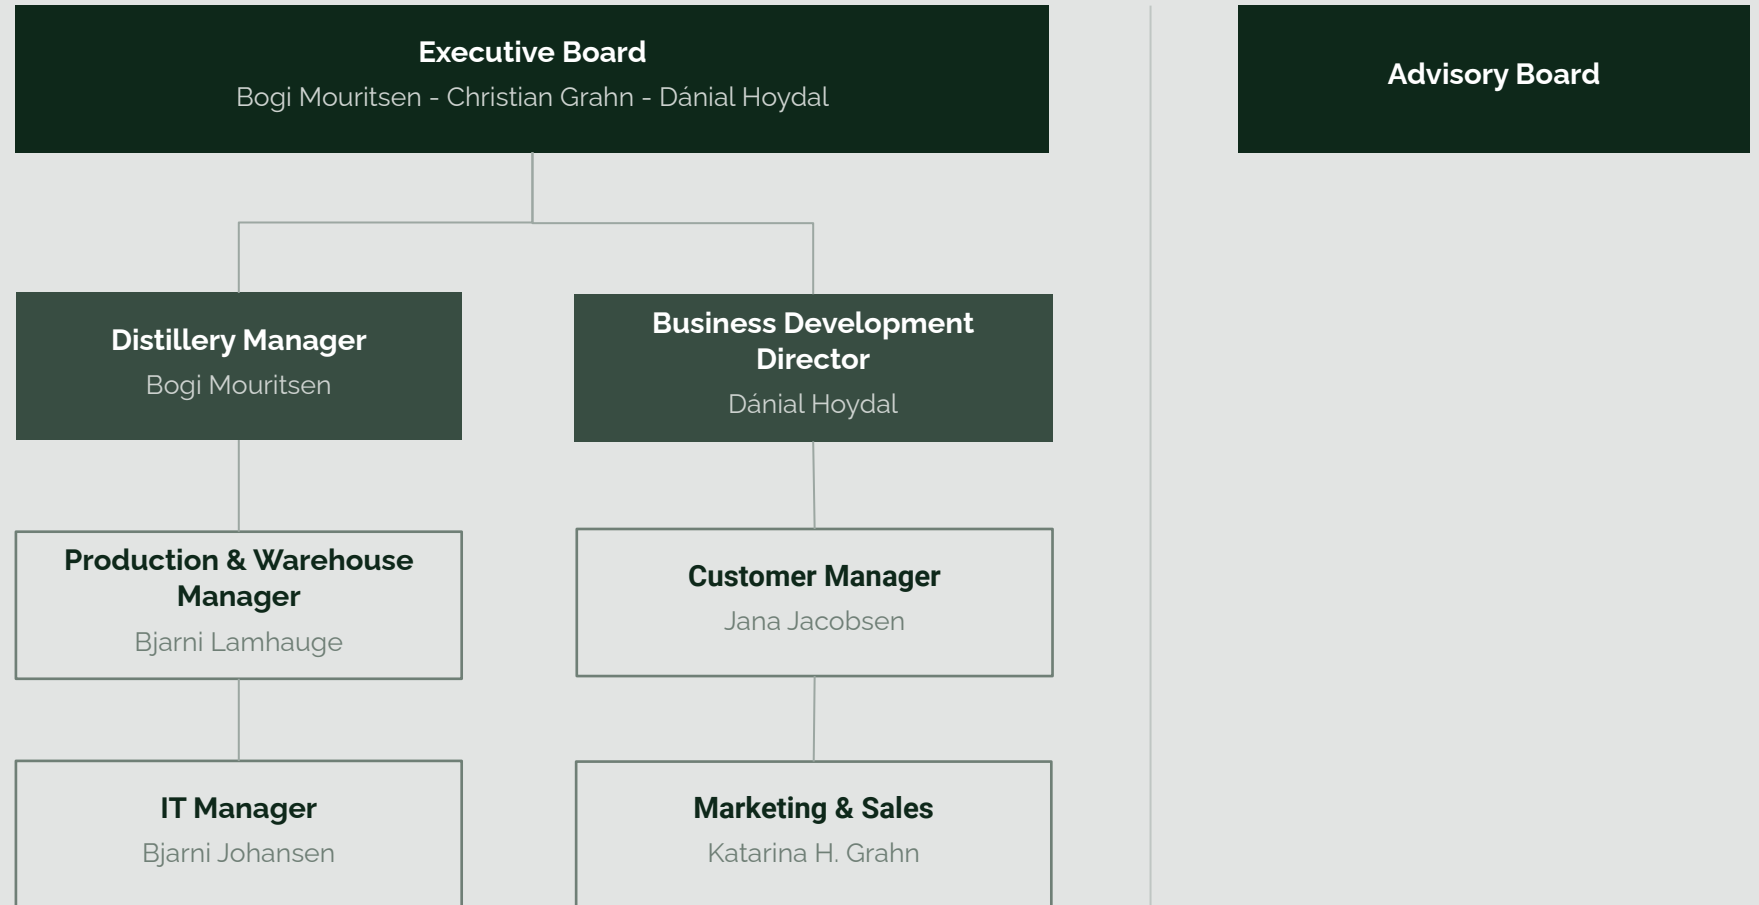 Executive Board
Bogi Mouritsen - Christian Grahn - Dánial Hoydal
Advisory Board
Distillery Manager
Bogi Mouritsen
Business Development
Director
Dánial Hoydal
Production & Warehouse
Manager
Bjarni Lamhauge
Customer Manager
Jana Jacobsen
IT Manager
Bjarni Johansen
Marketing & Sales
Katarina H. Grahn